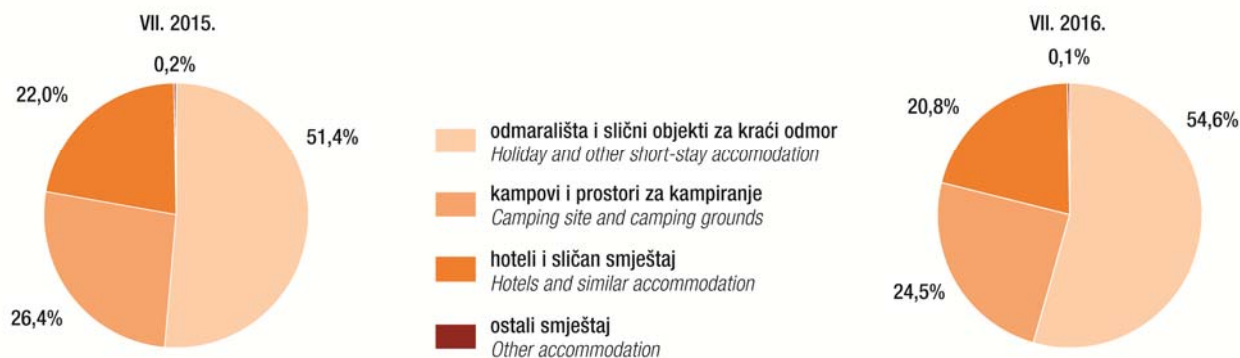 VII. 2015.
0,2%
22,0%
51,4%
26,4%
odmarališta i slični objekti za kraći odmor
Holiday and other short-stay accomodation
kampovi i prostori za kampiranje
Camping site and camping grounds
hoteli i sličan smještaj
Hotels and similar accommodation
ostali smještaj
Other accommodation
VII. 2016.
0,1%
20,8%
54,6%
24,5%